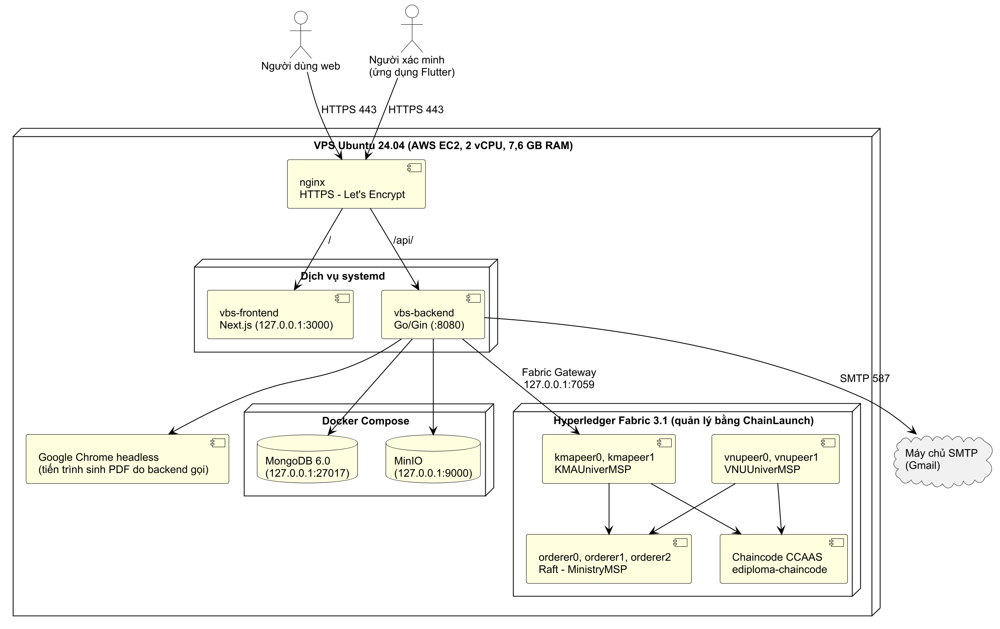 Người dùng web
Người xác minh
(ứng dụng Flutter)
HTTPS 443
HTTPS 443
VPS Ubuntu 24.04 (AWS EC2, 2 vCPU, 7,6 GB RAM)
nginx
HTTPS - Let's Encrypt
/
/api/
Dịch vụ systemd
vbs-frontend
Next.js (127.0.0.1:3000)
vbs-backend
Go/Gin (:8080)
Fabric Gateway
127.0.0.1:7059
SMTP 587
Docker Compose
Hyperledger Fabric 3.1 (quản lý bằng ChainLaunch)
Google Chrome headless
(tiến trình sinh PDF do backend gọi)
MongoDB 6.0
(127.0.0.1:27017)
MinIO
(127.0.0.1:9000)
kmapeer0, kmapeer1
KMAUniverMSP
vnupeer0, vnupeer1
VNUUniverMSP
Máy chủ SMTP
(Gmail)
orderer0, orderer1, orderer2
Raft - MinistryMSP
Chaincode CCAAS
ediploma-chaincode